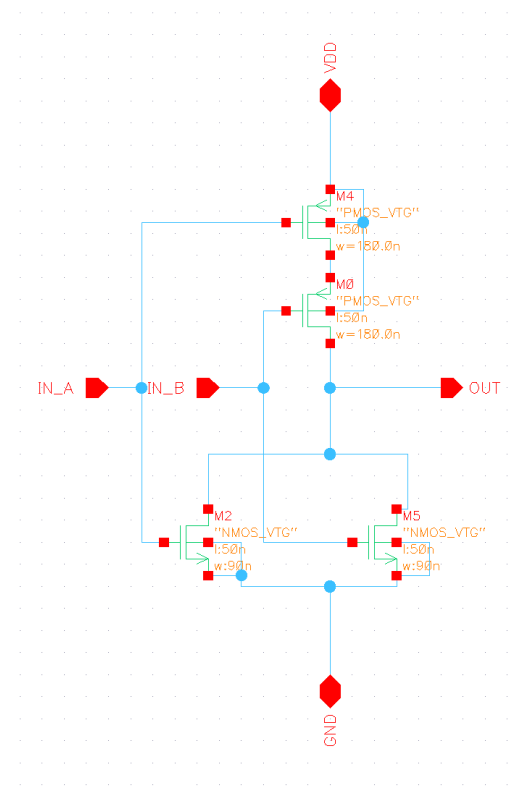 VDD
M4
"PMOS_VTG"
l:50n
w=180.0n
M0
"PMOS_VTG"
l:50n
w=180.0n
IN_A
IN_B
OUT
M2
"NMOS_VTG"
l:50n
w:90n
M5
"NMOS_VTG"
l:50n
w:90n
GND